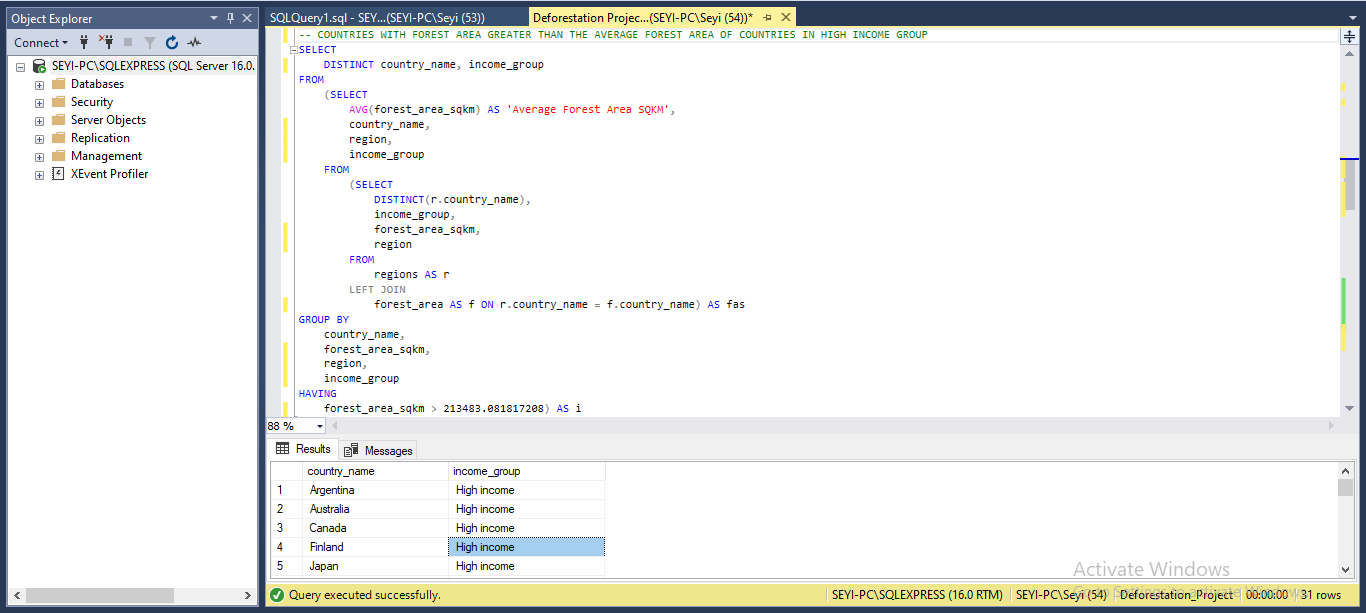 Object Explorer
Connect
SEYI-PC\SQLEXPRESS (SQL Server 16.0.
Databases
Security
Server Objects
Replication
Management
XEvent Profiler
SQLQuery1.sql - SEY...(SEYI-PC\Seyi (53))
Deforestation Projec...(SEYI-PC\Seyi (54))*
-- COUNTRIES WITH FOREST AREA GREATER THAN THE AVERAGE FOREST AREA OF COUNTRIES IN HIGH INCOME GROUP
SELECT
DISTINCT country_name, income_group
FROM
(SELECT
AVG(forest_area_sqkm) AS 'Average Forest Area SQKM',
country_name,
region,
income_group
FROM
(SELECT
DISTINCT(r.country_name),
income_group,
forest_area_sqkm,
region
FROM
regions AS r
LEFT JOIN
forest_area AS f ON r.country_name = f.country_name) AS fas
GROUP BY
country_name,
forest_area_sqkm,
region,
income_group
HAVING
forest_area_sqkm > 213483.081817208) AS i
88 %
Results Messages
country_name income_group
1 Argentina High income
2 Australia High income
3 Canada High income
4 Finland High income
5 Japan High income
Activate Windows
Go to Settings to activate Windows.
Query executed successfully. SEYI-PC\SQLEXPRESS (16.0 RTM) SEYI-PC\Seyi (54) Deforestation_Project 00:00:00 31 rows